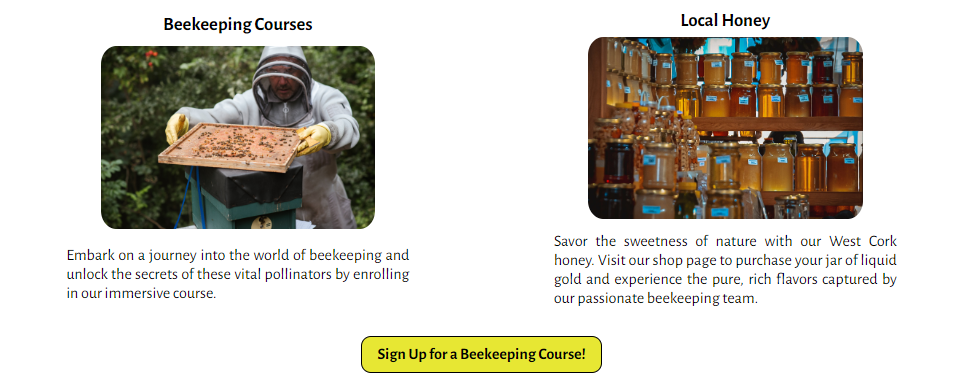 Beekeeping Courses
Embark on a journey into the world of beekeeping and
unlock the secrets of these vital pollinators by enrolling
in our immersive course.
Local Honey
Savor the sweetness of nature with our West Cork
honey. Visit our shop page to purchase your jar of liquid
gold and experience the pure, rich flavors captured by
our passionate beekeeping team.
Sign Up for a Beekeeping Course!